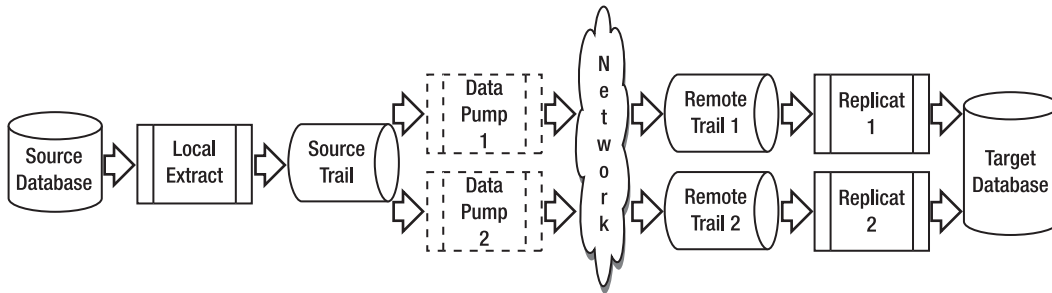 Source
Database
Local
Extract
Source
Trail
Data
Pump
1
Data
Pump
2
Network
Remote
Trail 1
Remote
Trail 2
Replicat
1
Replicat
2
Target
Database